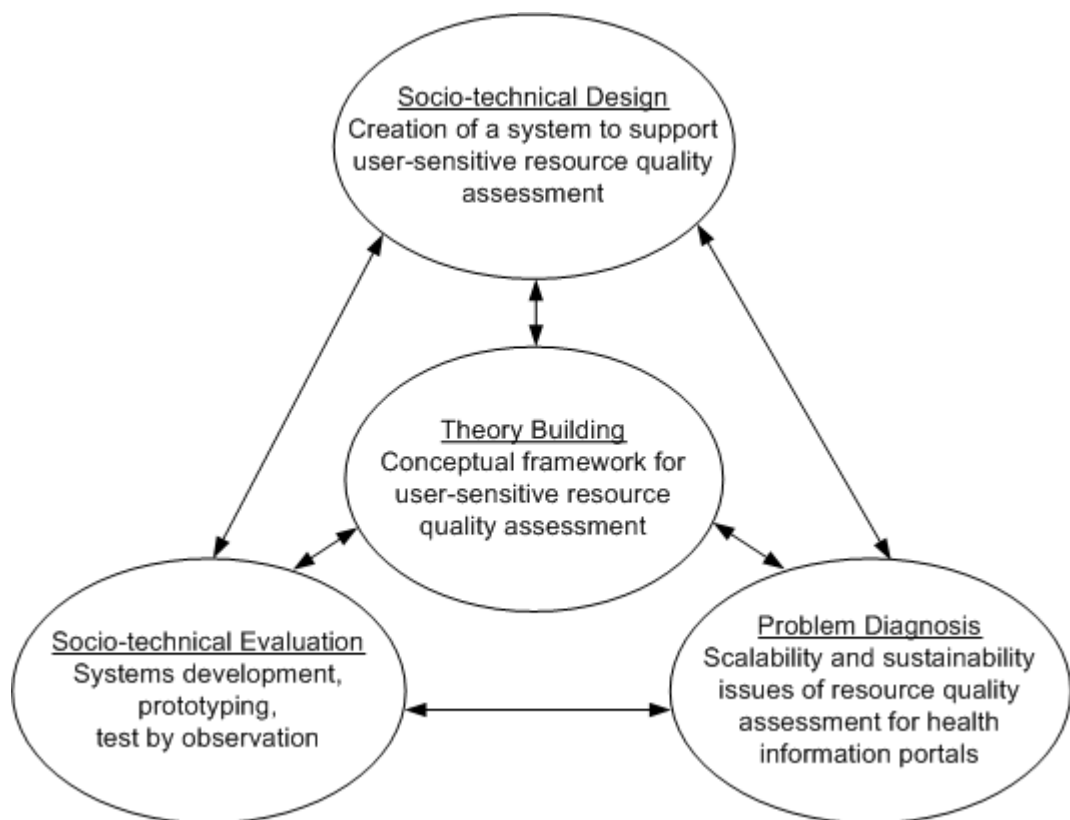 Socio-technical Design
Creation of a system to support
user-sensitive resource quality
assessment
Theory Building
Conceptual framework for
user-sensitive resource
quality assessment
Socio-technical Evaluation
Systems development,
prototyping,
test by observation
Problem Diagnosis
Scalability and sustainability
issues of resource quality
assessment for health
information portals